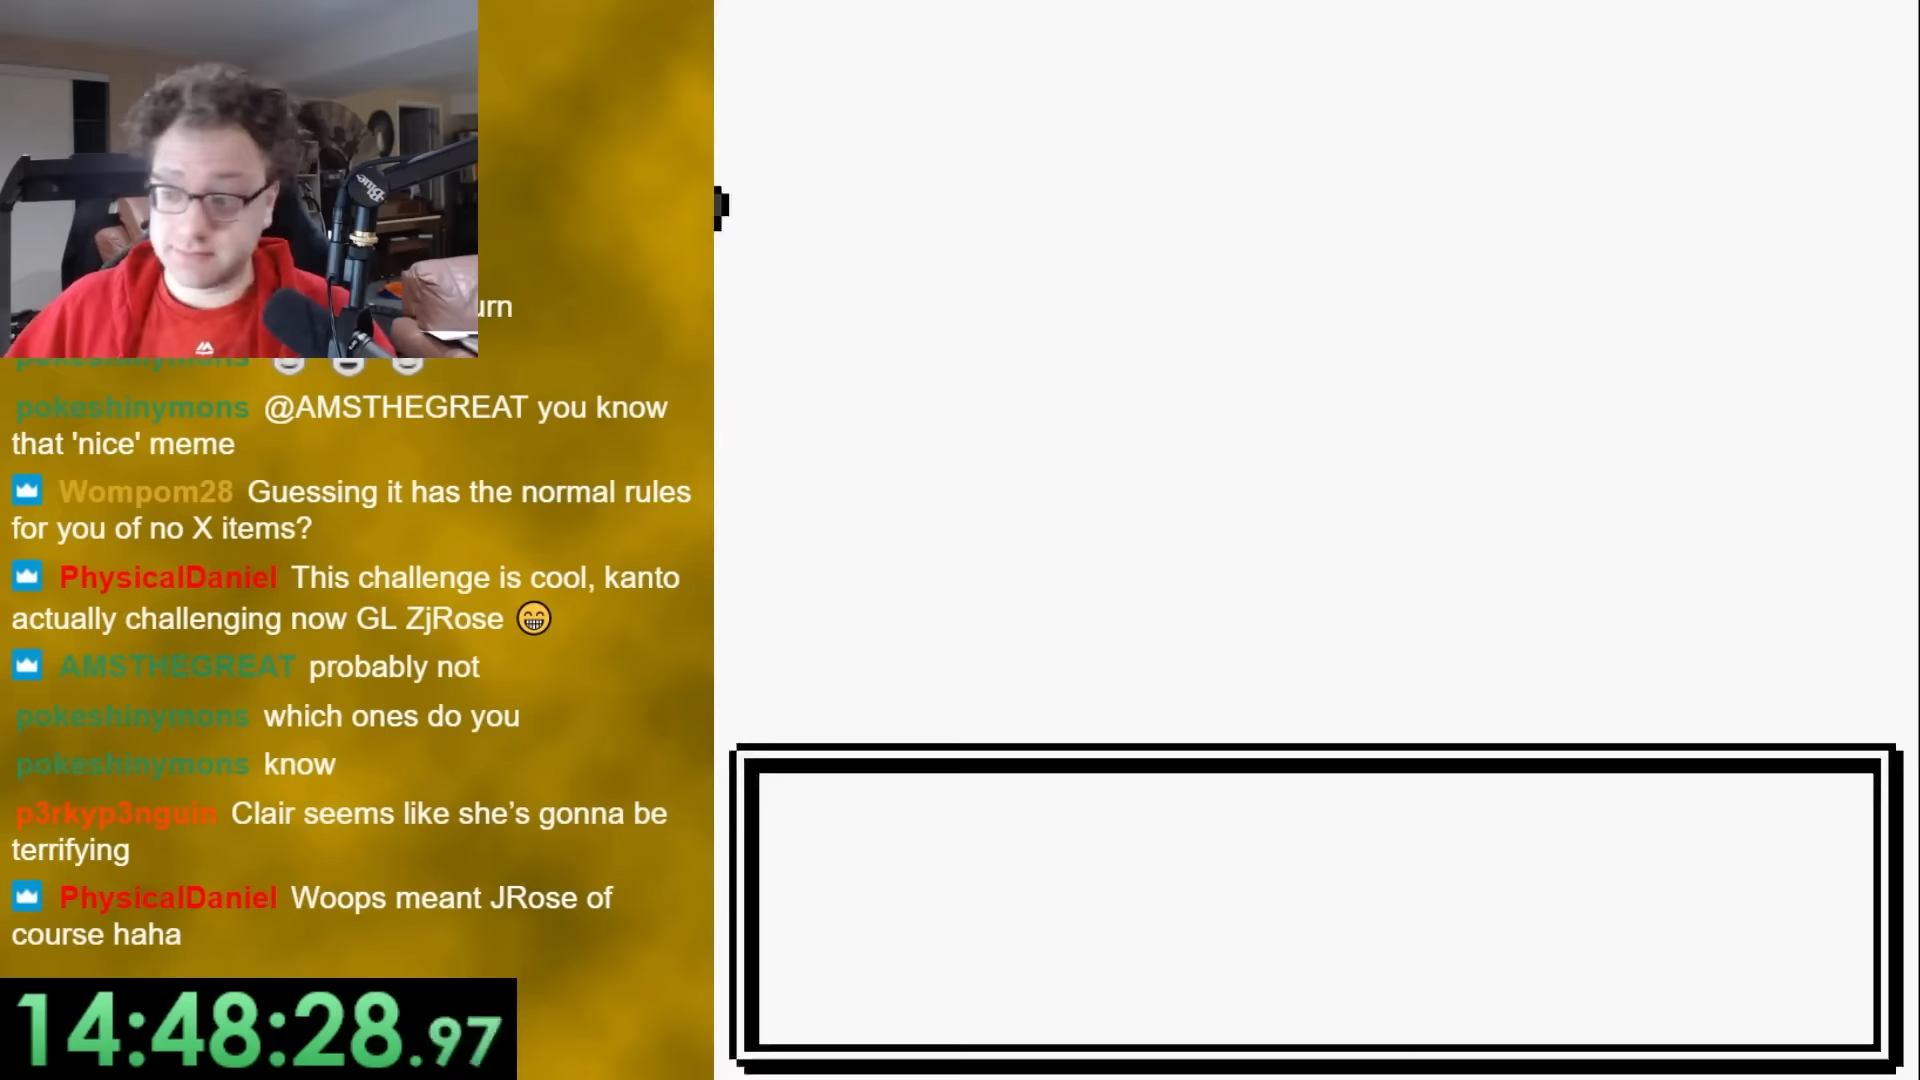 Blue
urn
pokeshinymons
pokeshinymons @AMSTHEGREAT you know
that 'nice' meme
Wompom28 Guessing it has the normal rules
for you of no X items?
PhysicalDaniel This challenge is cool, kanto
actually challenging now GL ZjRose
AMSTHEGREAT probably not
pokeshinymons which ones do you
pokeshinymons know
p3rkyp3nguin Clair seems like she’s gonna be
terrifying
PhysicalDaniel Woops meant JRose of
course haha
14:48:28.97